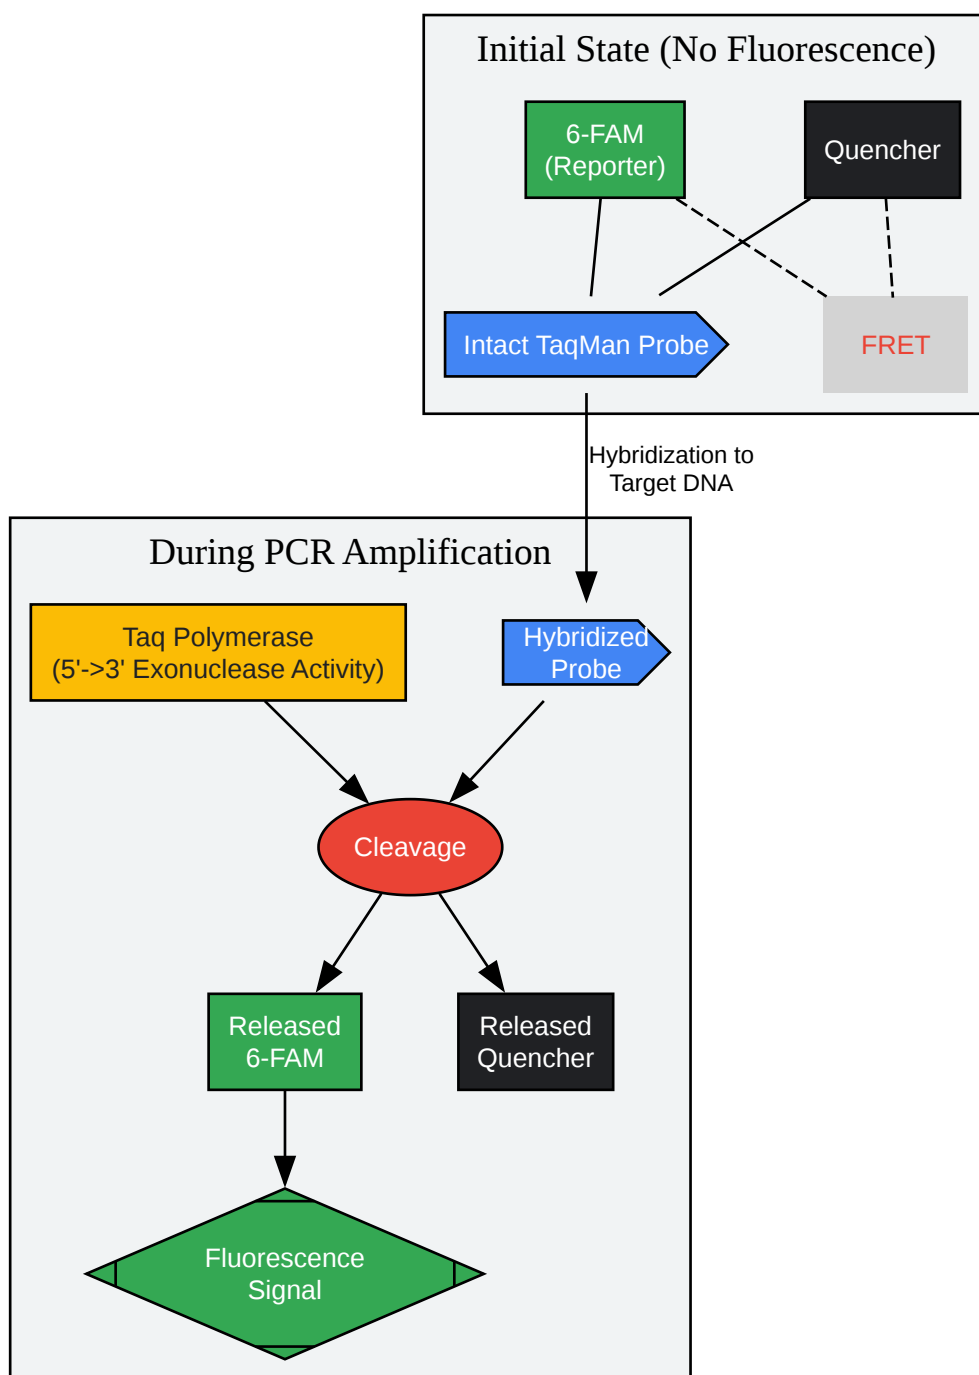 Initial State (No Fluorescence)
6-FAM
(Reporter)
Quencher
Intact TaqMan Probe
FRET
Hybridization to
Target DNA
During PCR Amplification
Taq Polymerase
(5'->3' Exonuclease Activity)
Hybridized
Probe
Cleavage
Released
6-FAM
Released
Quencher
Fluorescence
Signal